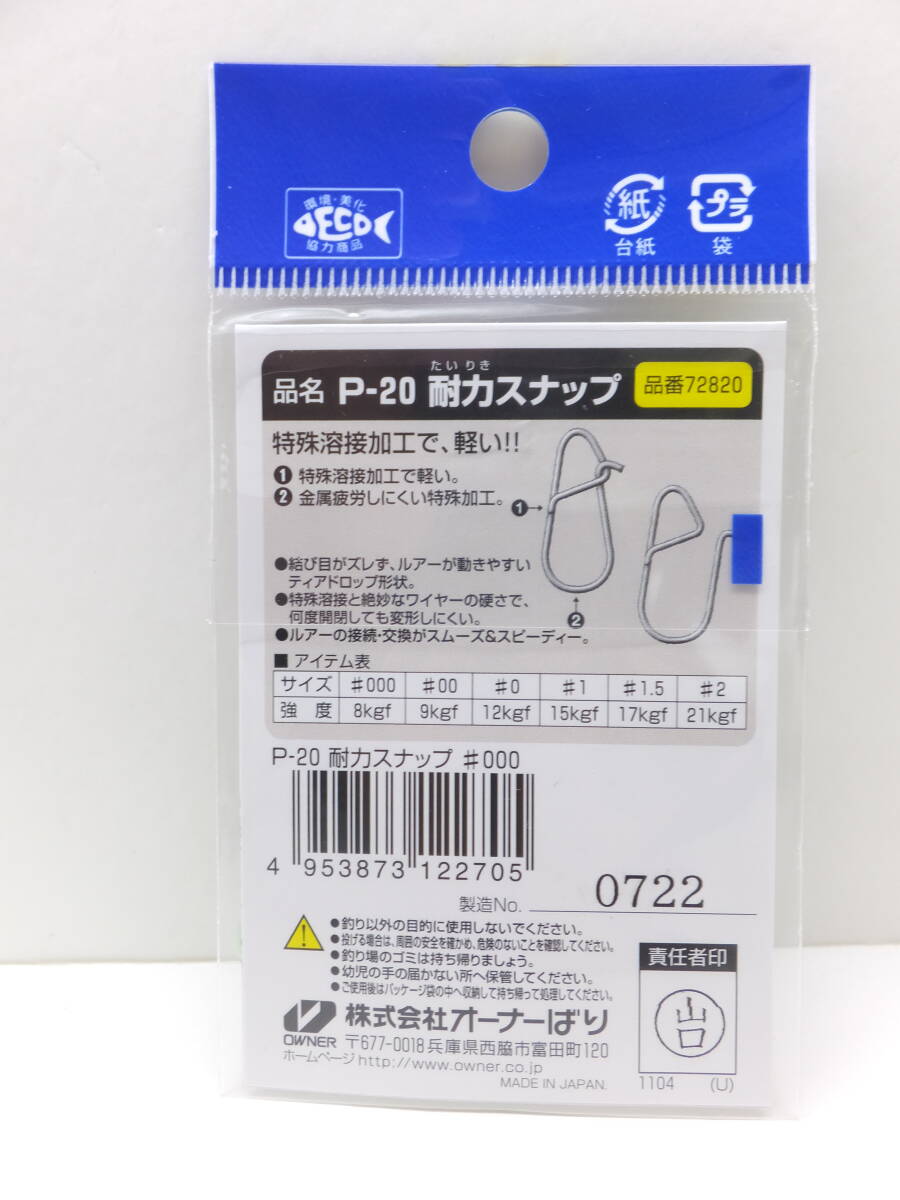 環境・美化
ECO
協力商品
紙
台紙
プラ
袋
たいりき
品名 P-20 耐力スナップ 品番72820
特殊溶接加工で、軽い!!
❶ 特殊溶接加工で軽い。
❷ 金属疲労しにくい特殊加工。
❶
❷
●結び目がズレず、ルアーが動きやすい
ティアドロップ形状。
●特殊溶接と絶妙なワイヤーの硬さで、
何度開閉しても変形しにくい。
●ルアーの接続・交換がスムーズ&スピーディー。
■ アイテム表
サイズ #000 #00 #0 #1 #1.5 #2
強度 8kgf 9kgf 12kgf 15kgf 17kgf 21kgf
P-20 耐力スナップ #000
4 953873 122705
製造No. 0722
●釣り以外の目的に使用しないでください。
●投げる場合は、周囲の安全を確かめ、危険のないことを確認してください。
●釣り場のゴミは持ち帰りましょう。
●幼児の手の届かない所へ保管してください。
●ご使用後はパッケージ袋の中へ収納して持ち帰って処理してください。
責任者印
山口
OWNER
株式会社オーナーばり
〒677-0018 兵庫県西脇市富田町120
ホームページ http://www.owner.co.jp
MADE IN JAPAN.
1104 (U)